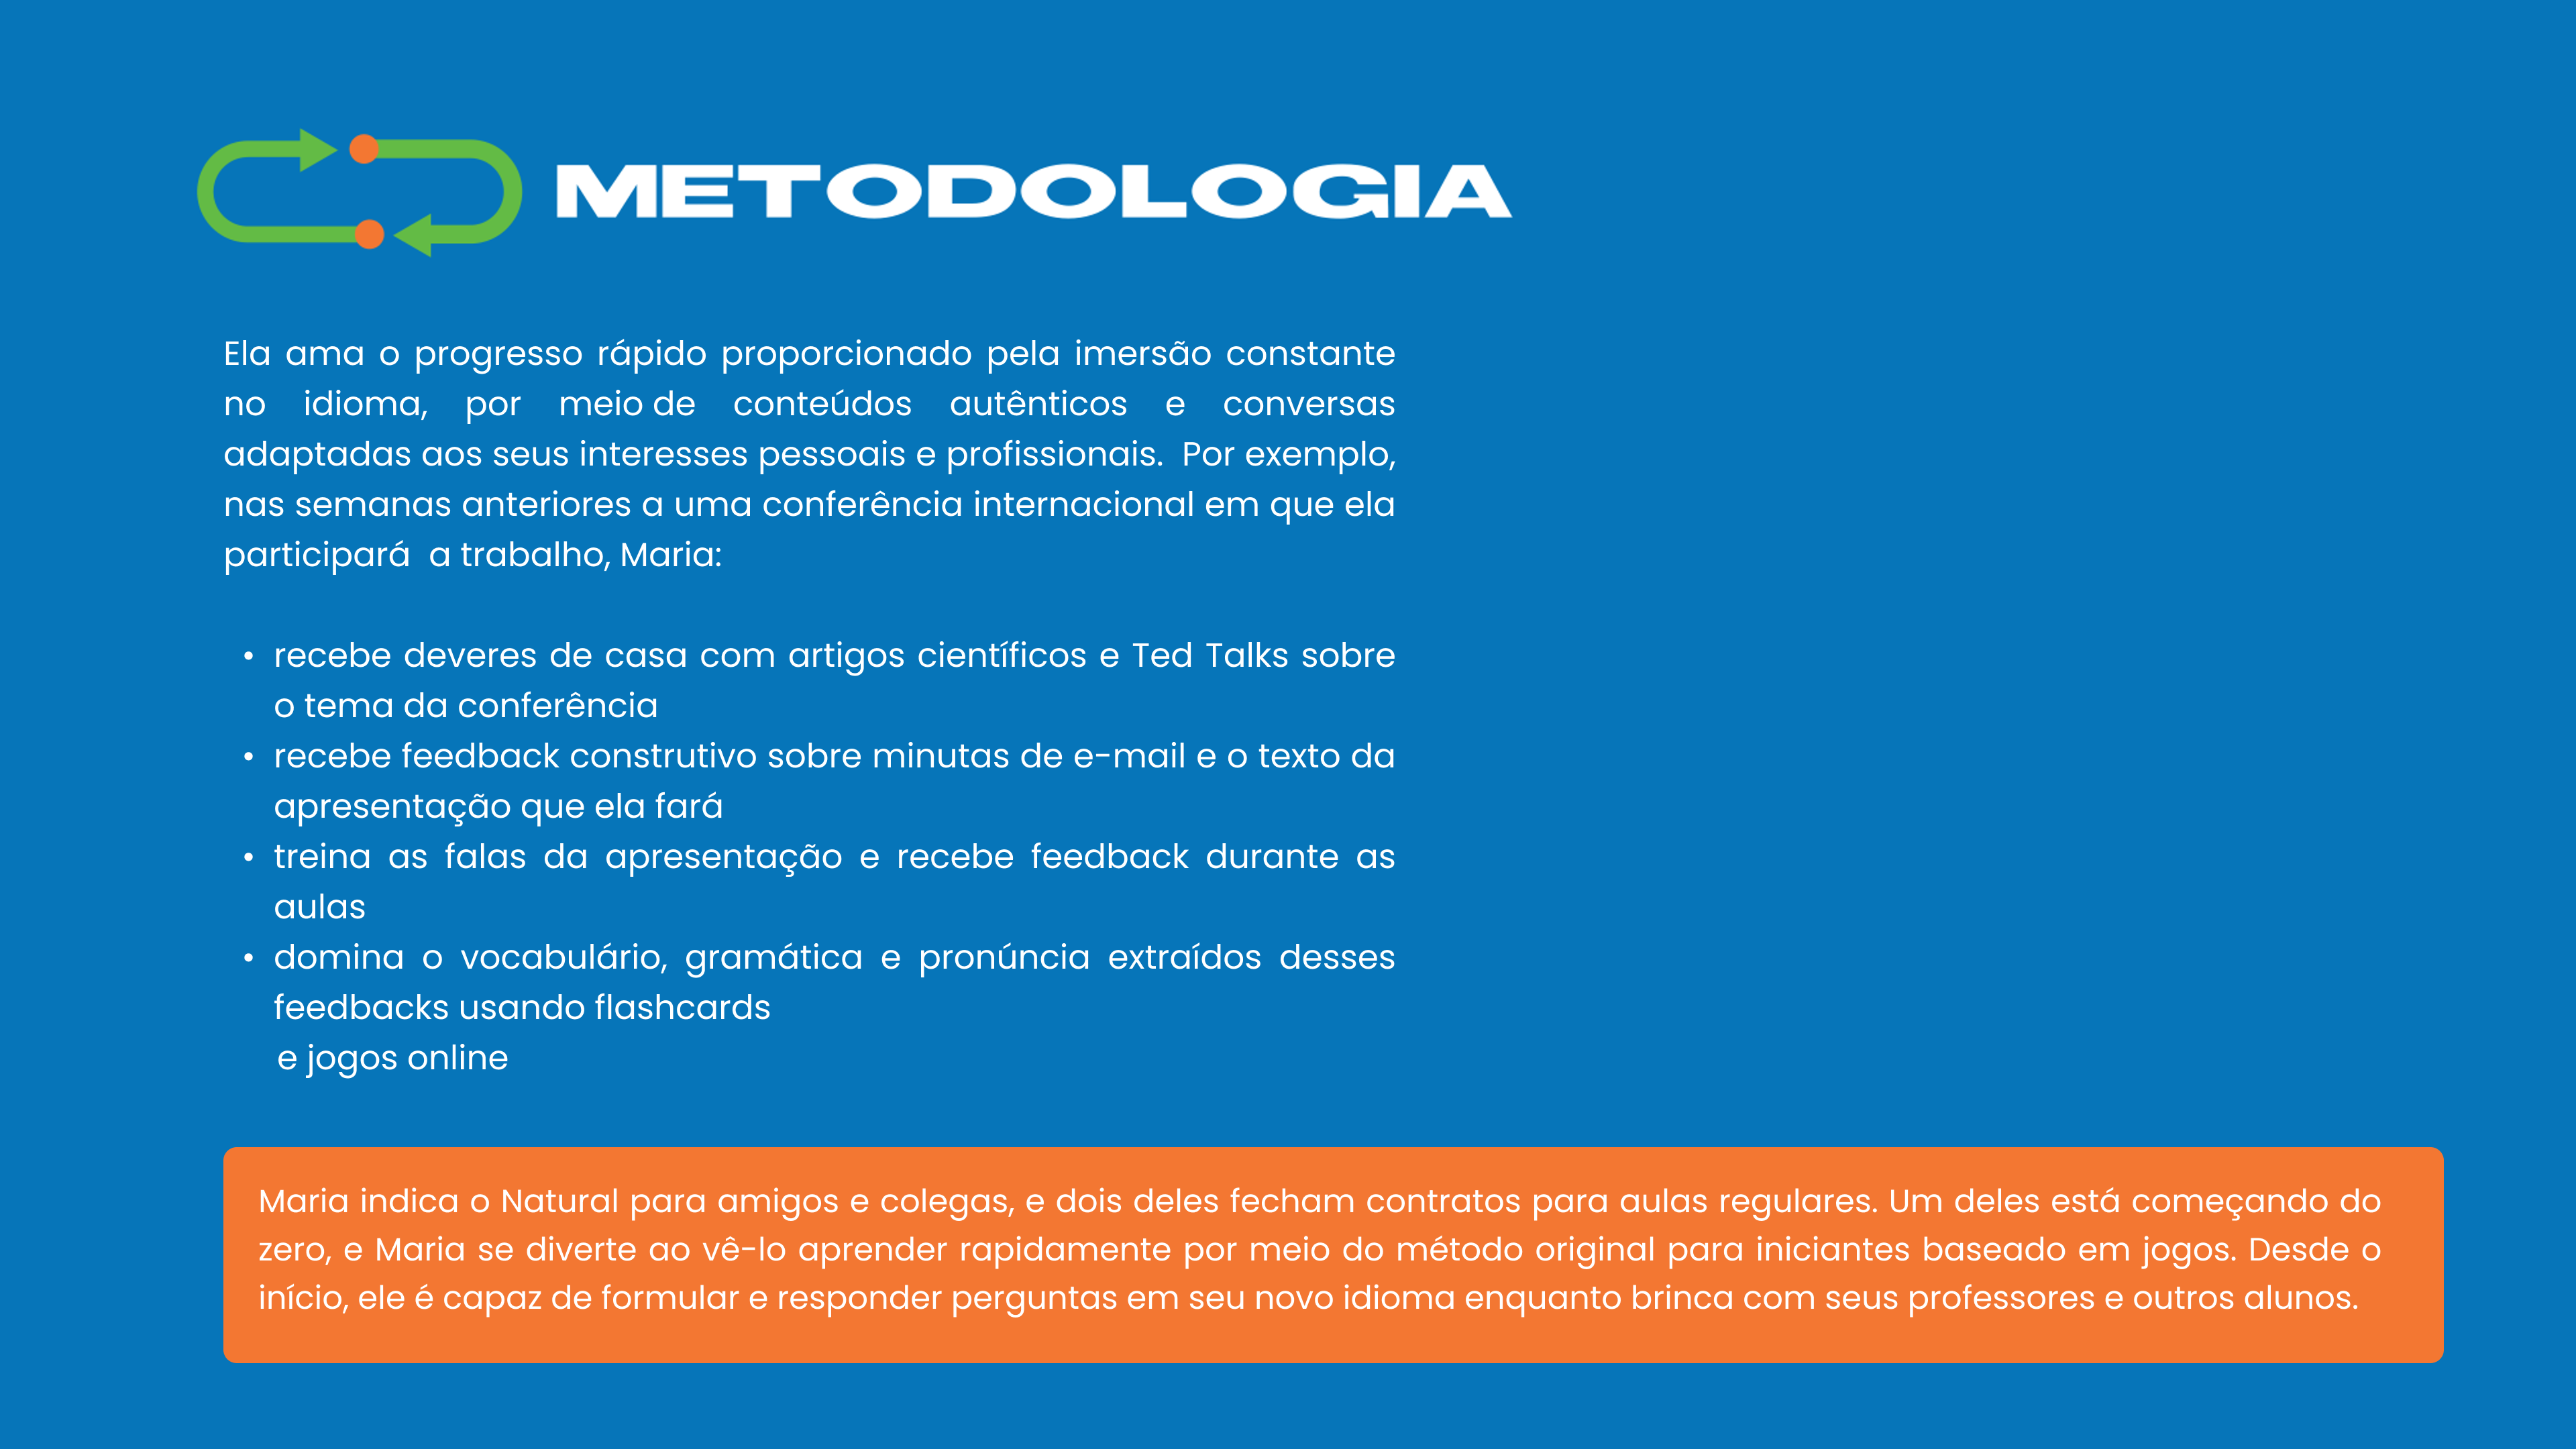 METODOLOGIA
Ela ama o progresso rápido proporcionado pela imersão constante
no idioma, por meio de conteúdos autênticos e conversas
adaptadas aos seus interesses pessoais e profissionais. Por exemplo,
nas semanas anteriores a uma conferência internacional em que ela
participará a trabalho, Maria:
• recebe deveres de casa com artigos científicos e Ted Talks sobre
o tema da conferência
• recebe feedback construtivo sobre minutas de e-mail e o texto da
apresentação que ela fará
• treina as falas da apresentação e recebe feedback durante as
aulas
• domina o vocabulário, gramática e pronúncia extraídos desses
feedbacks usando flashcards
e jogos online
Maria indica o Natural para amigos e colegas, e dois deles fecham contratos para aulas regulares. Um deles está começando do
zero, e Maria se diverte ao vê-lo aprender rapidamente por meio do método original para iniciantes baseado em jogos. Desde o
início, ele é capaz de formular e responder perguntas em seu novo idioma enquanto brinca com seus professores e outros alunos.